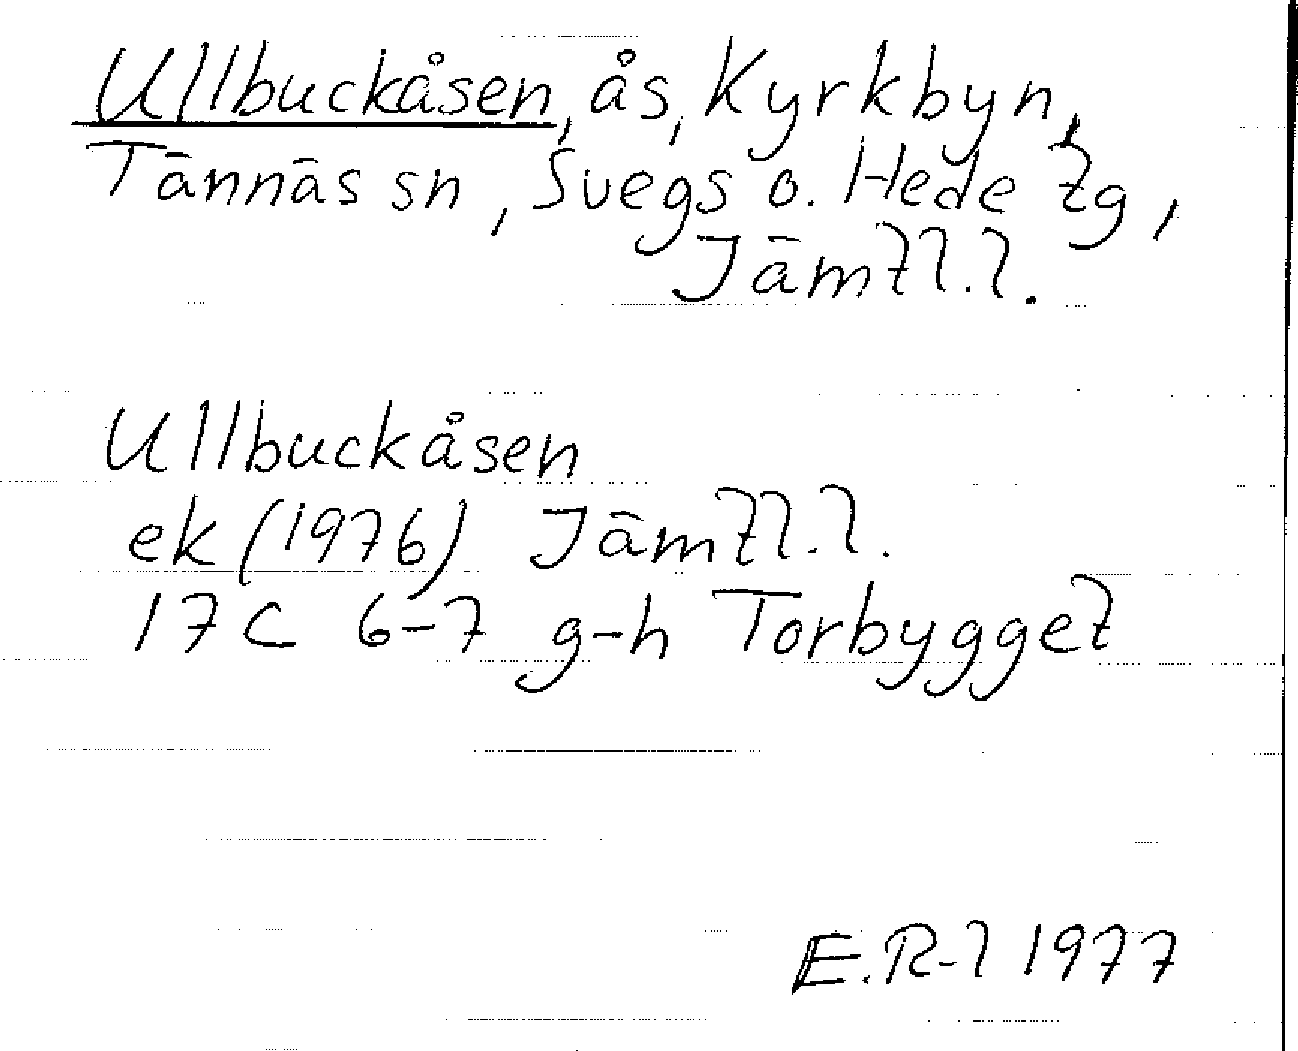 Ullbuckåsen, ås, Kyrkbyn,
Tännäs sn, Svegs o. Hede tg,
Jämtl.l.
Ullbuckåsen
ek (1976) Jämtl.l.
17C 6-7 g-h Torbygget
E.R-l 1977